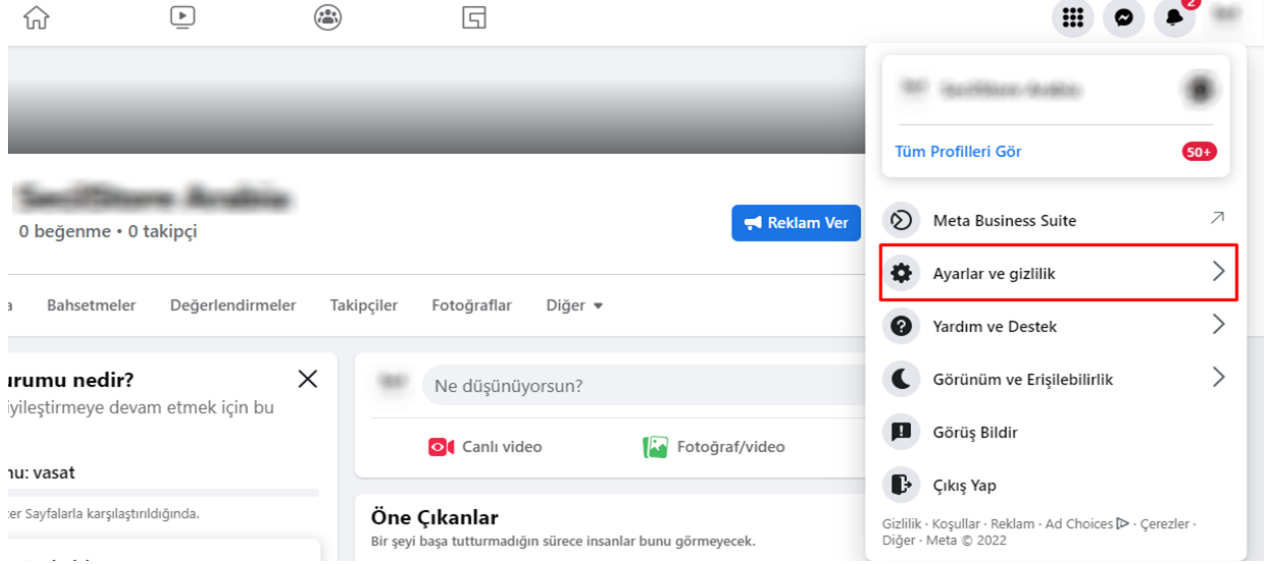 2
Tüm Profilleri Gör
50+
0 beğenme • 0 takipçi
Reklam Ver
Meta Business Suite
Ayarlar ve gizlilik
Bahsetmeler Değerlendirmeler Takipçiler Fotoğraflar Diğer
Yardım ve Destek
nedir?
iyileştirmeye devam etmek için bu
Ne düşünüyorsun?
Görünüm ve Erişilebilirlik
Canlı video Fotoğraf/video
Görüş Bildir
vasat
Çıkış Yap
Sayfalarla karşılaştırıldığında.
Öne Çıkanlar
Bir şeyi başa tutturmadığın sürece insanlar bunu görmeyecek.
Gizlilik · Koşullar · Reklam · Ad Choices · Çerezler ·
Diğer · Meta © 2022